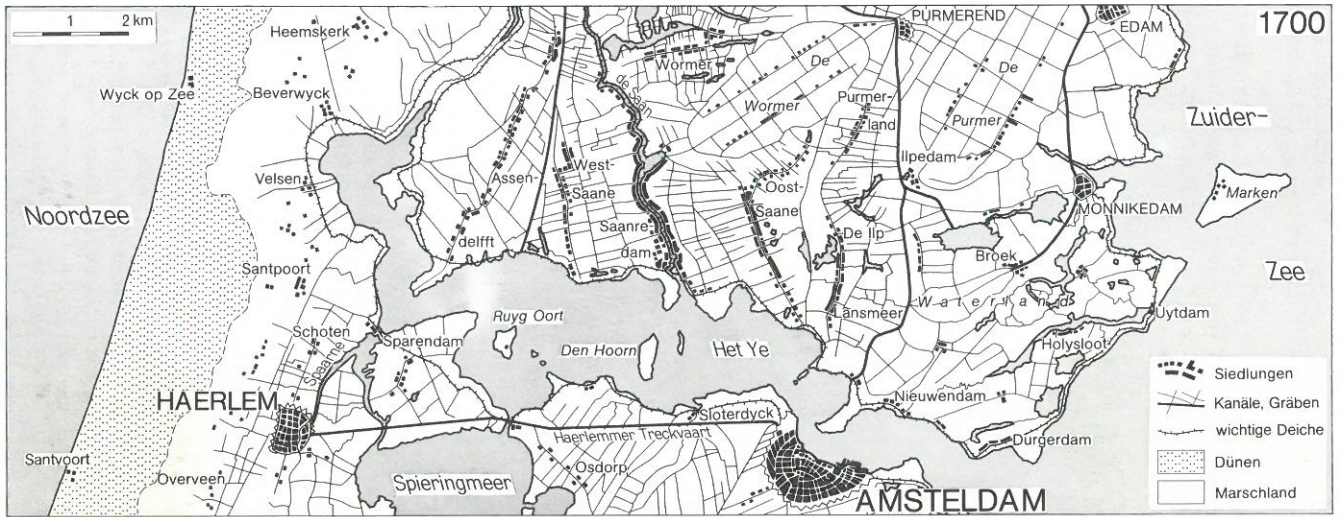 1 2 km
1700
Heemskerk
PURMEREND
EDAM
Wormer
de Saan
De
Wormer
De
Purmer
Wyck op Zee
Beverwyck
Purmer-
land
Zuider-
Zee
Velsen
Assen-
delfft
West-
Saane
Oost-
Saane
Ilpedam
Marken
MONNIKEDAM
Noordzee
Saanre-
dam
De Ilp
Broek
Santpoort
Waterland
Lansmeer
Uytdam
Ruyg Oort
Schoten
Sparendam
Den Hoorn
Het Ye
Holysloot
Spaarne
HAERLEM
Sloterdyck
Nieuwendam
Haerlemmer Treckvaart
Durgerdam
Santvoort
Overveen
Spieringmeer
Osdorp
AMSTELDAM
Siedlungen
Kanäle, Gräben
wichtige Deiche
Dünen
Marschland